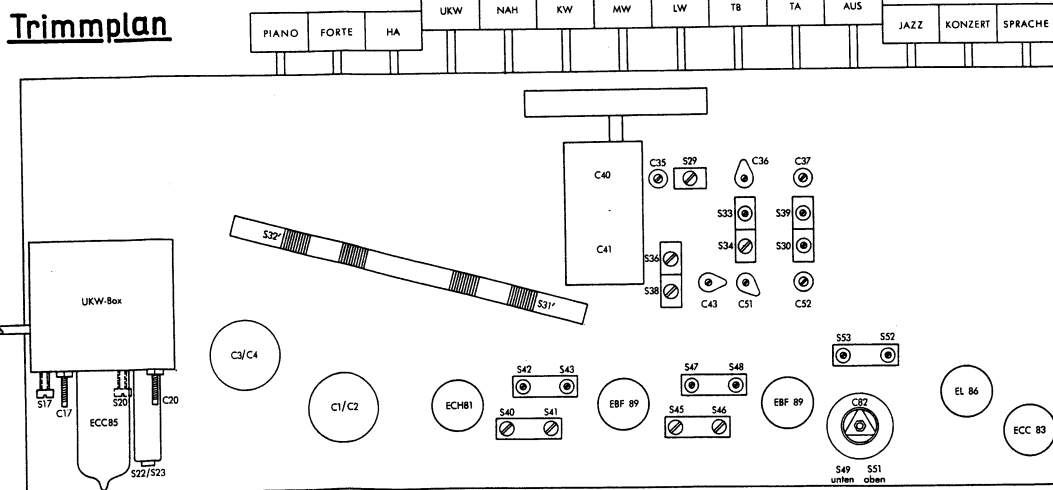 Trimmplan
PIANO FORTE HA UKW NAH KW MW LW TB TA AUS JAZZ KONZERT SPRACHE
C40
C41
C35 S29 C36 C37
S33 S39
S34 S30
S36
S38
C43 C51 C52
S32'
S31'
UKW-Box
S17 C17 S20 C20
ECC85
S22/S23
C3/C4
C1/C2
ECH81
S42 S43
S40 S41
EBF 89
S47 S48
S45 S46
EBF 89
S53 S52
C82
S49 S51
unten oben
EL 86
ECC 83